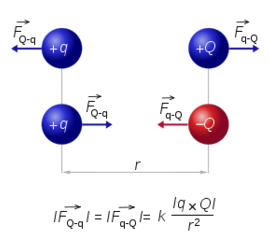 F⃗Q-q F⃗q-Q
+q +Q
F⃗Q-q F⃗q-Q
+q −Q
r
|F⃗Q-q| = |F⃗q-Q| = k |q × Q| / r²